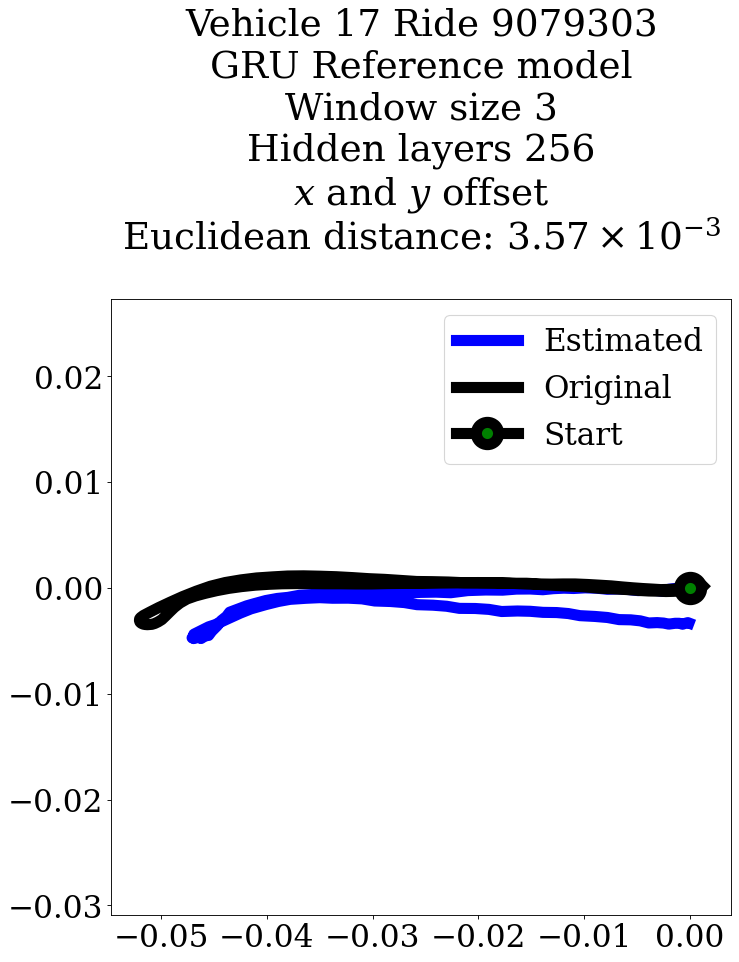 Vehicle 17 Ride 9079303
GRU Reference model
Window size 3
Hidden layers 256
x and y offset
Euclidean distance: 3.57 × 10⁻³
Estimated
Original
Start
0.02
0.01
0.00
−0.01
−0.02
−0.03
−0.05 −0.04 −0.03 −0.02 −0.01 0.00